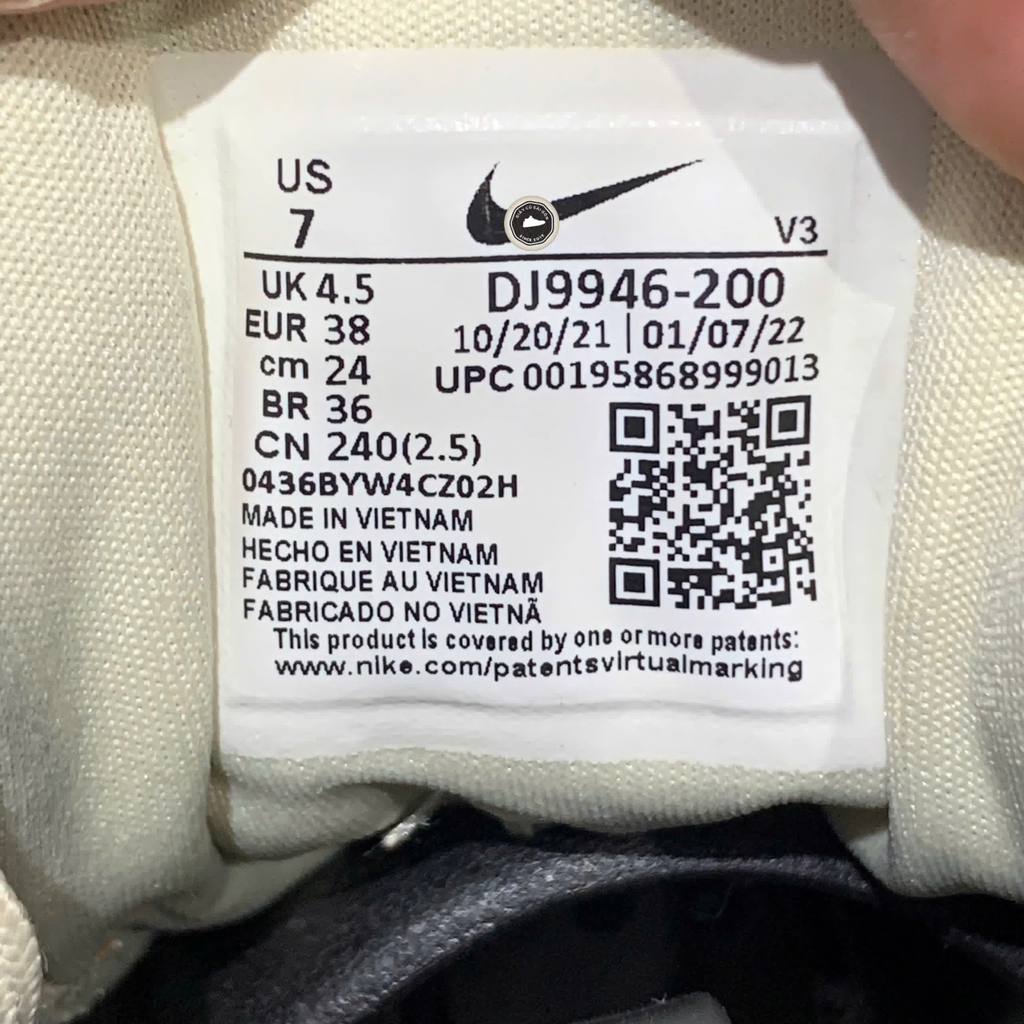 US
7
V3
UK 4.5
EUR 38
cm 24
BR 36
CN 240(2.5)
DJ9946-200
10/20/21 | 01/07/22
UPC 00195868999013
0436BYW4CZ02H
MADE IN VIETNAM
HECHO EN VIETNAM
FABRIQUE AU VIETNAM
FABRICADO NO VIETNÃ
This product is covered by one or more patents:
www.nike.com/patentsvirtualmarking